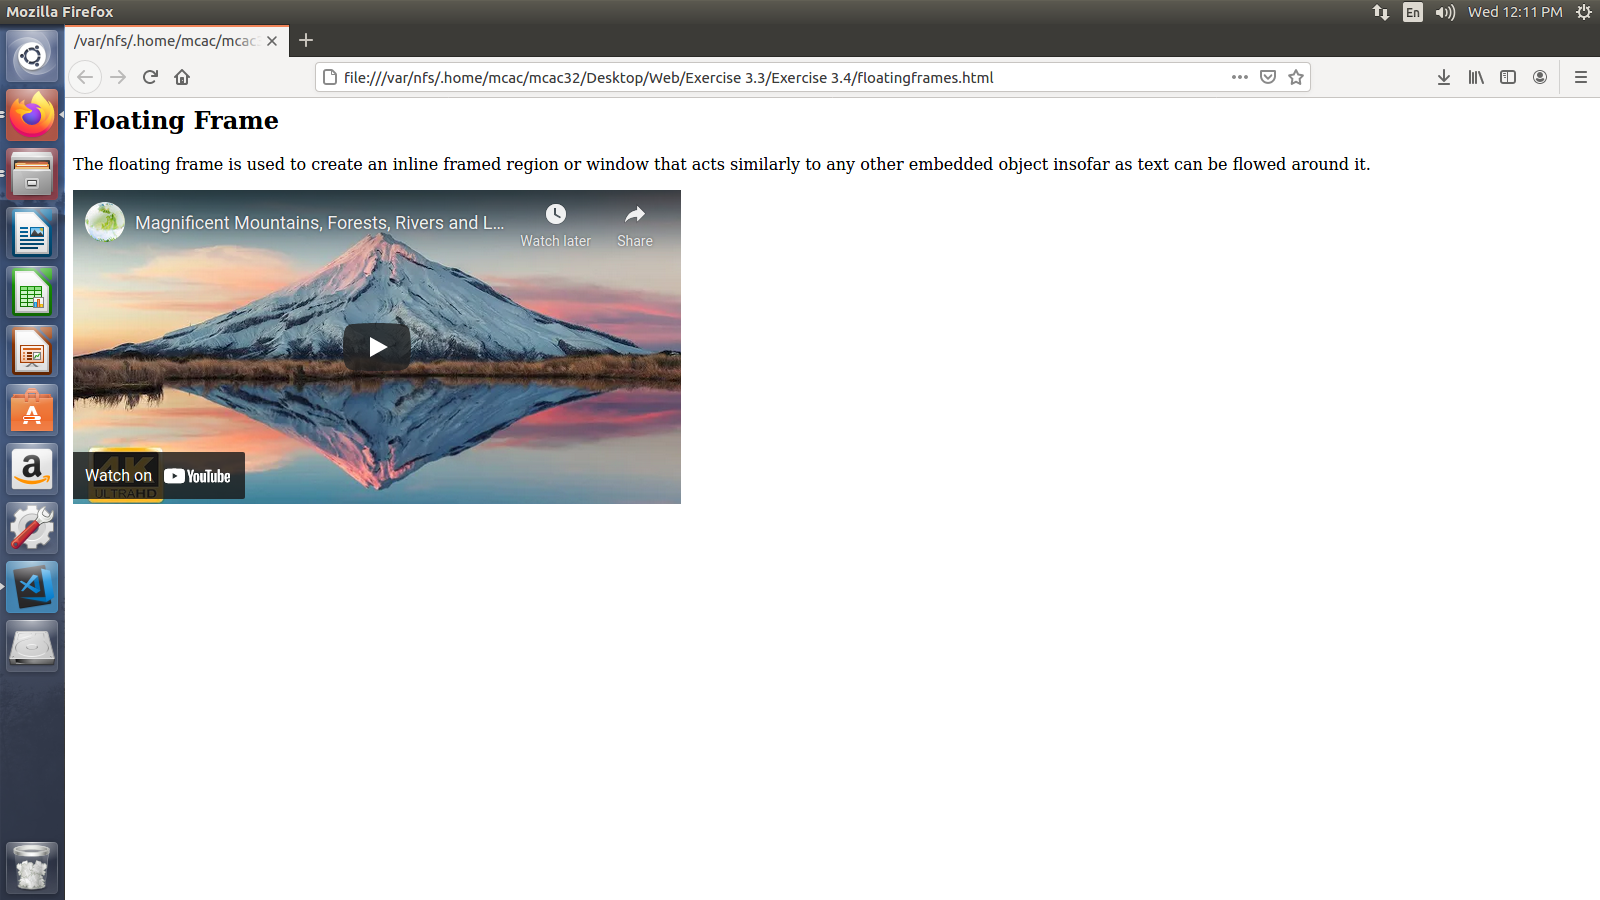 Mozilla Firefox
En
Wed 12:11 PM
/var/nfs/.home/mcac/mcac
file:///var/nfs/.home/mcac/mcac32/Desktop/Web/Exercise 3.3/Exercise 3.4/floatingframes.html
Floating Frame
The floating frame is used to create an inline framed region or window that acts similarly to any other embedded object insofar as text can be flowed around it.
Magnificent Mountains, Forests, Rivers and L...
Watch later
Share
4K
ULTRAHD
Watch on YouTube